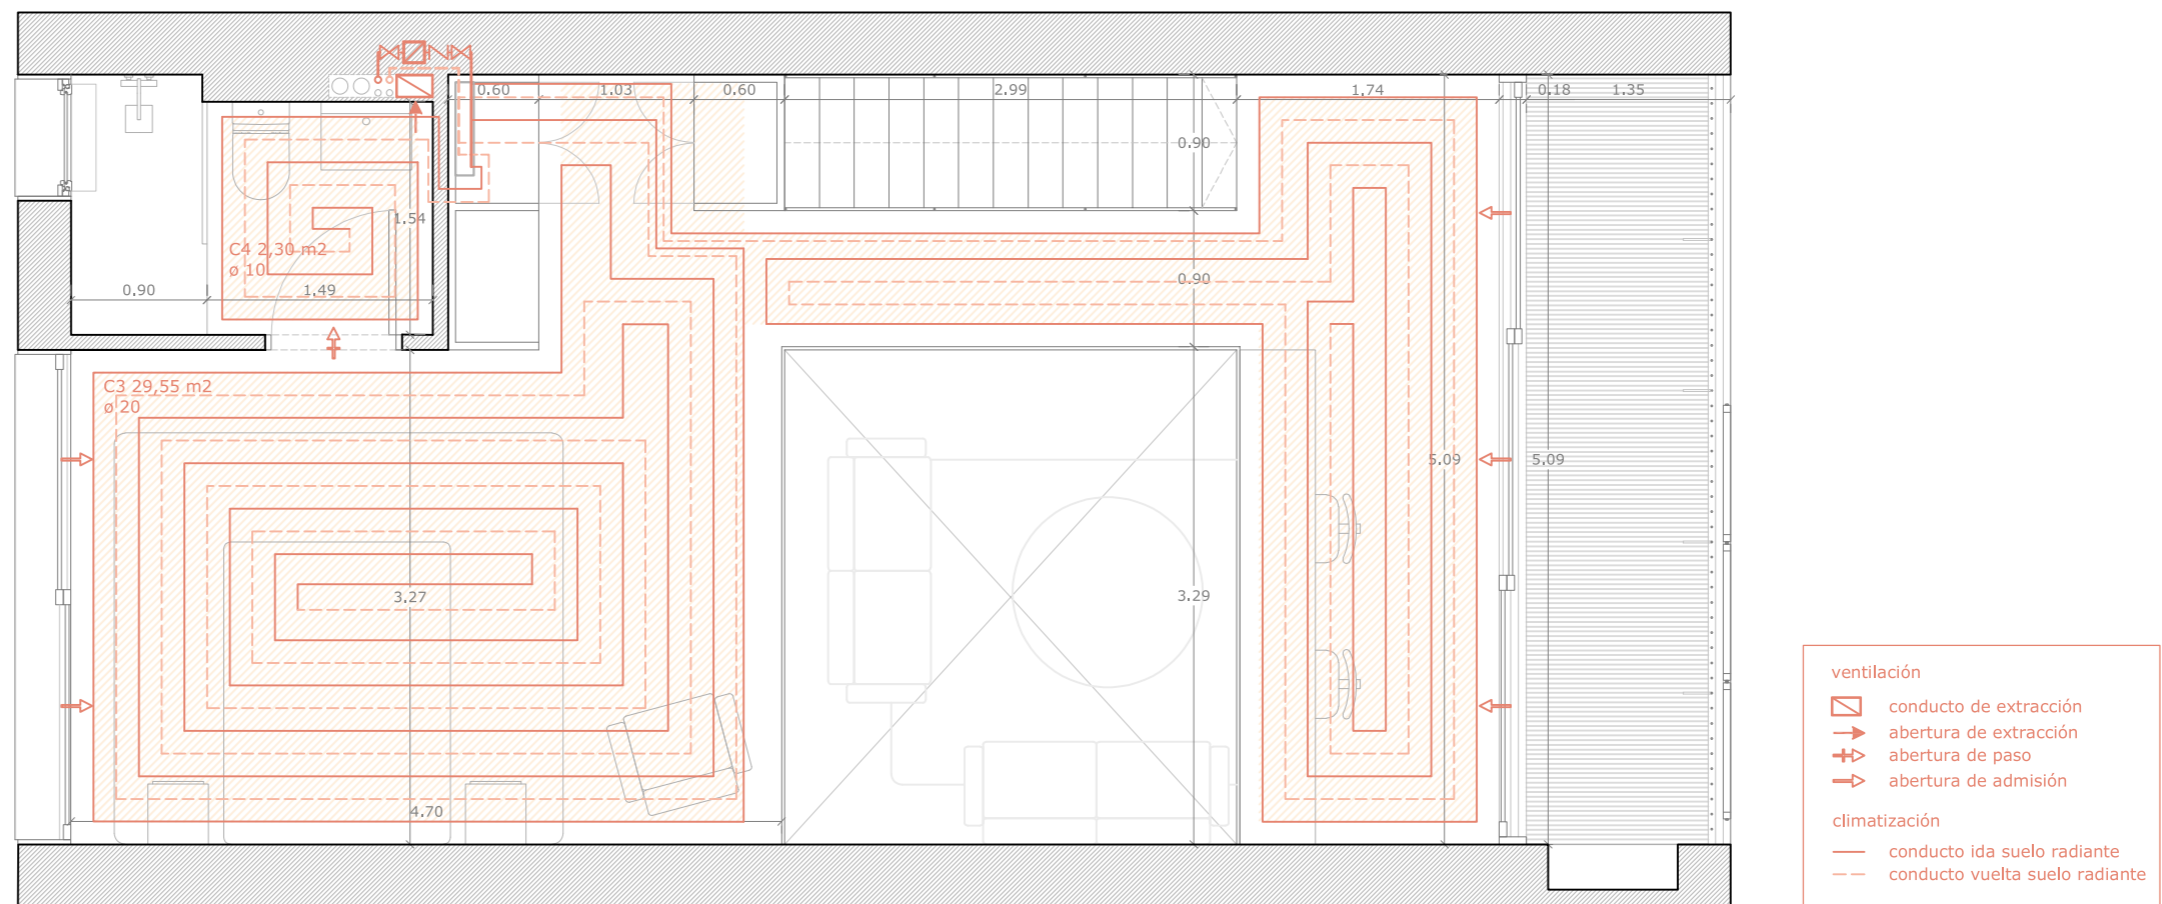 0.60
1.03
0.60
2.99
1.74
0.18
1.35
0.90
1.54
C4 2,30 m2
ø 10
0.90
1.49
0.90
C3 29,55 m2
ø 20
5.09
5.09
3.27
3.29
4.70
ventilación
conducto de extracción
abertura de extracción
abertura de paso
abertura de admisión
climatización
conducto ida suelo radiante
conducto vuelta suelo radiante